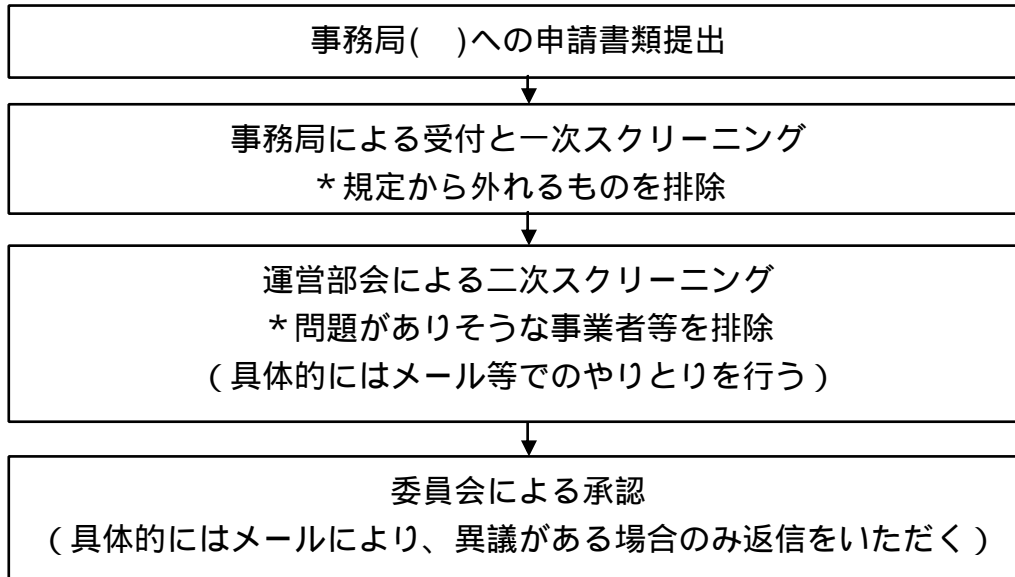 事務局(　)への申請書類提出
事務局による受付と一次スクリーニング
＊規定から外れるものを排除
運営部会による二次スクリーニング
＊問題がありそうな事業者等を排除
（具体的にはメール等でのやりとりを行う）
委員会による承認
（具体的にはメールにより、異議がある場合のみ返信をいただく）